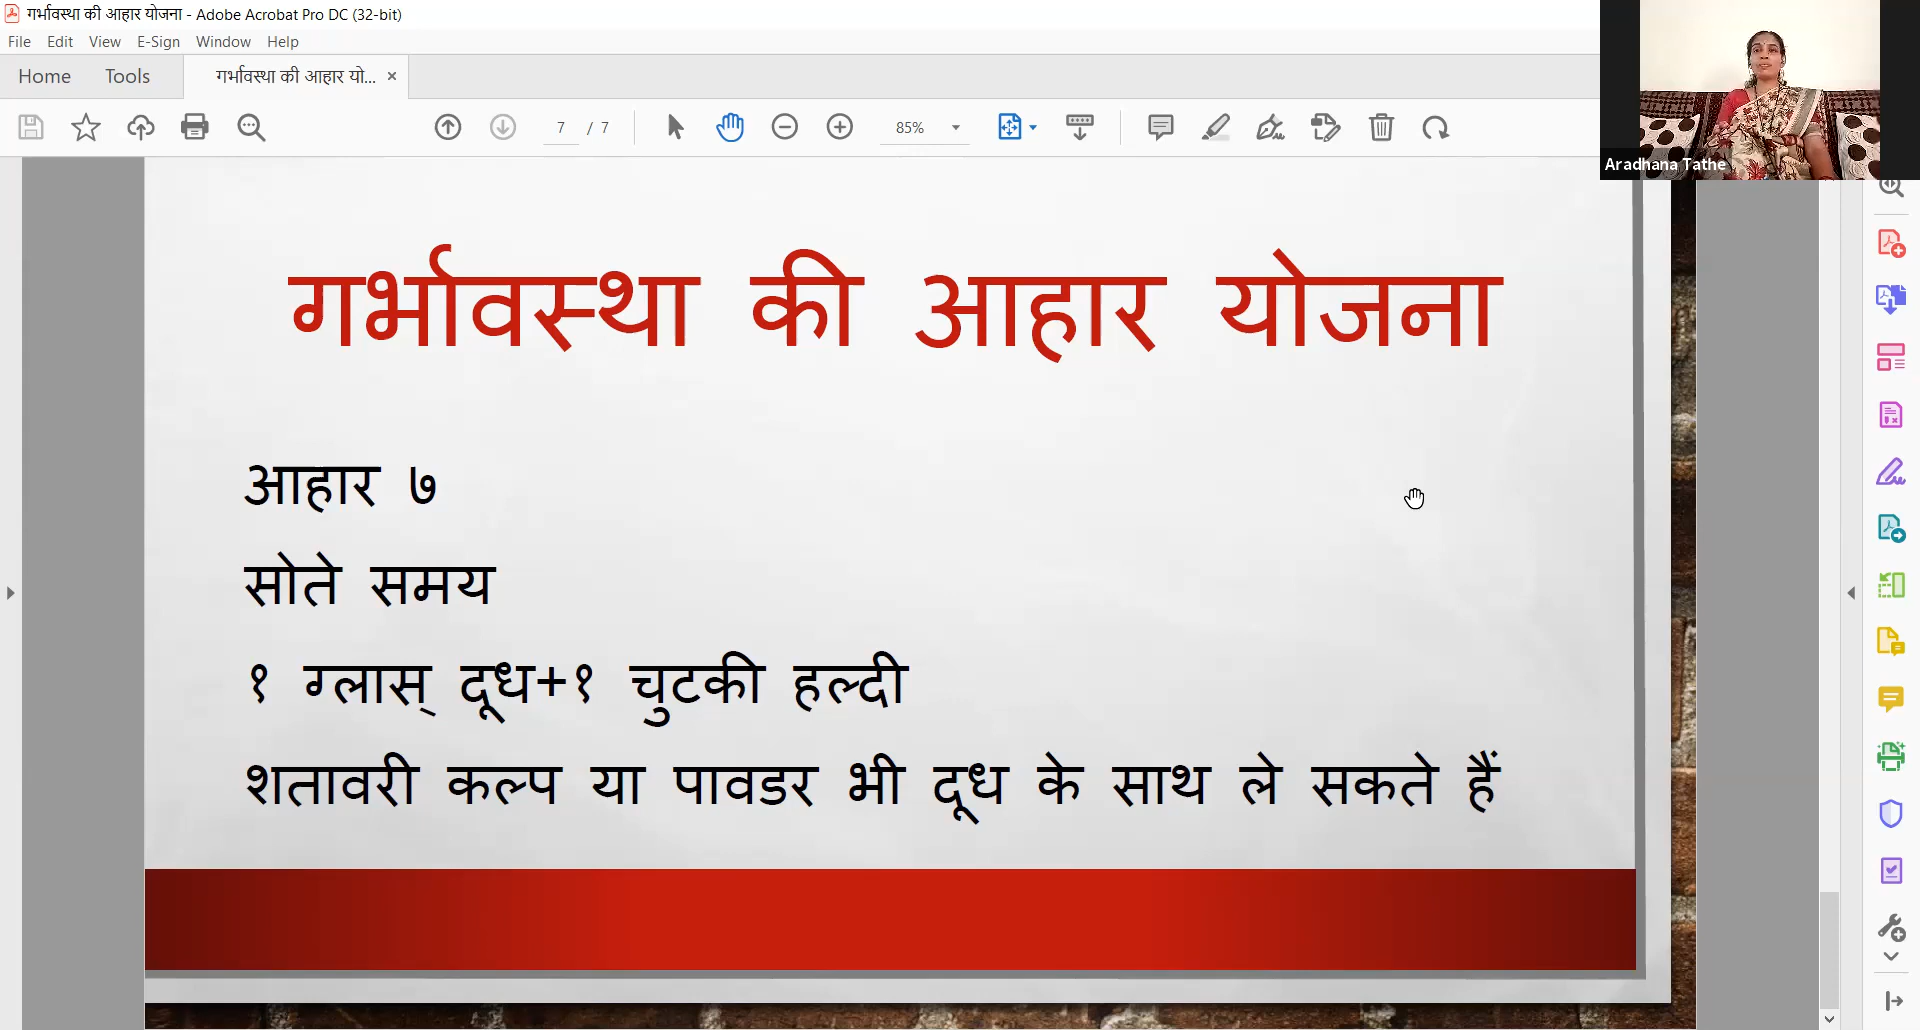 गर्भावस्था की आहार योजना - Adobe Acrobat Pro DC (32-bit)
File Edit View E-Sign Window Help
Home Tools गर्भावस्था की आहार यो... ×
7 / 7 85%
Aradhana Tathe
गर्भावस्था की आहार योजना
आहार ७
सोते समय
१ ग्लास् दूध+१ चुटकी हल्दी
शतावरी कल्प या पावडर भी दूध के साथ ले सकते हैं